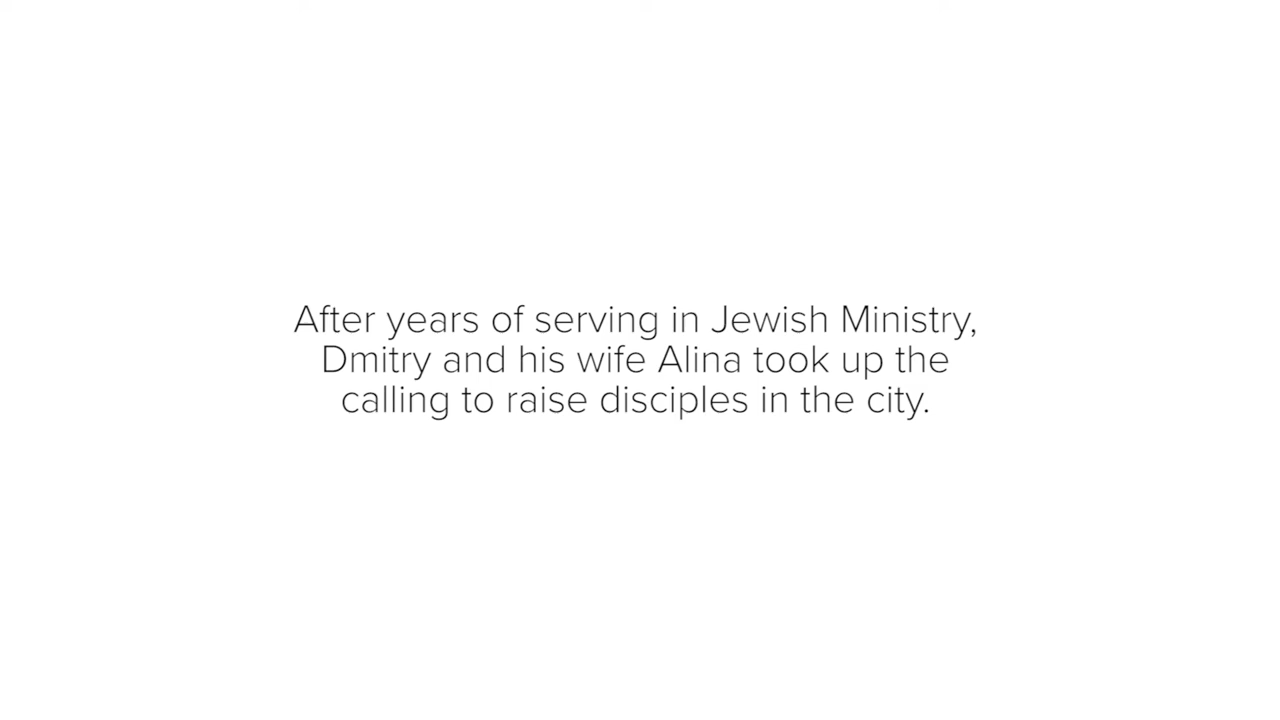 After years of serving in Jewish Ministry,
Dmitry and his wife Alina took up the
calling to raise disciples in the city.